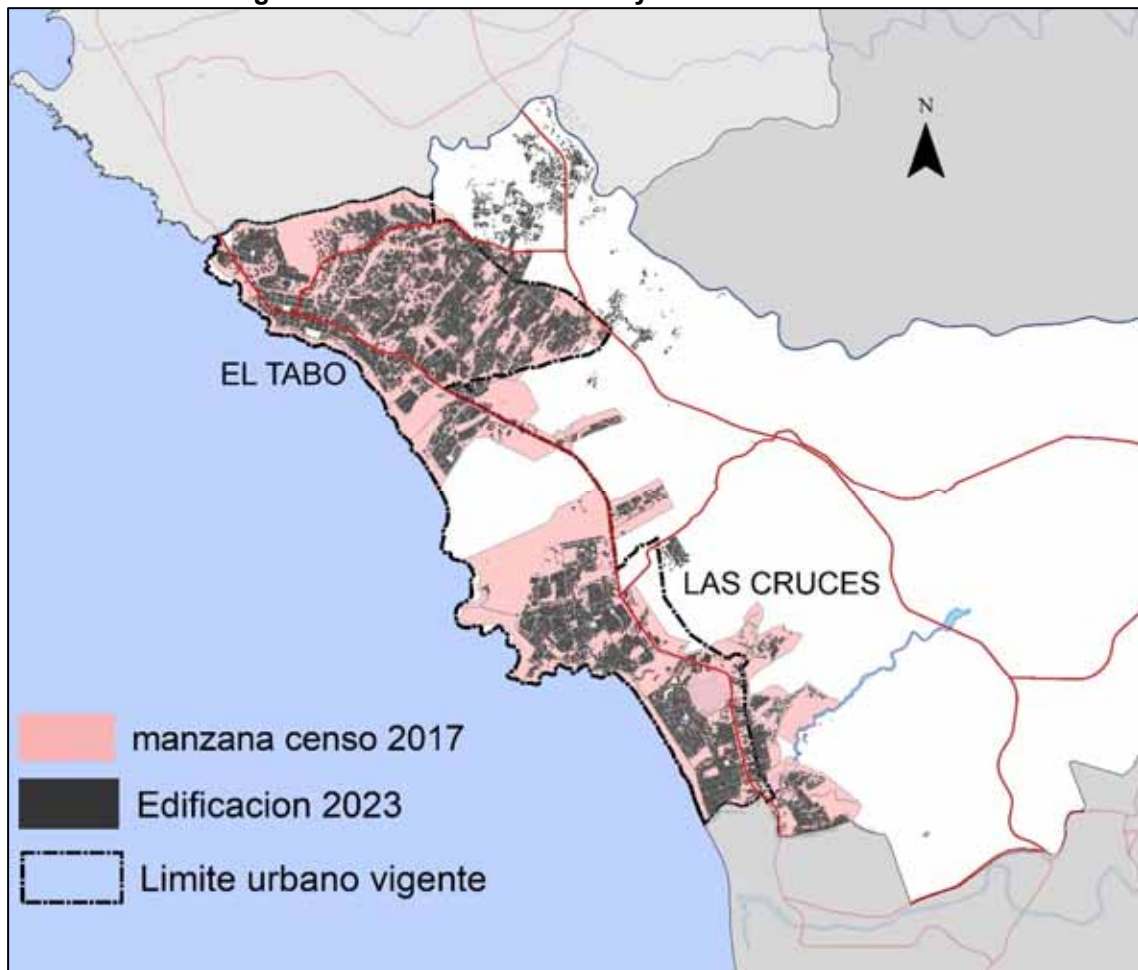 N
EL TABO
LAS CRUCES
manzana censo 2017
Edificacion 2023
Limite urbano vigente